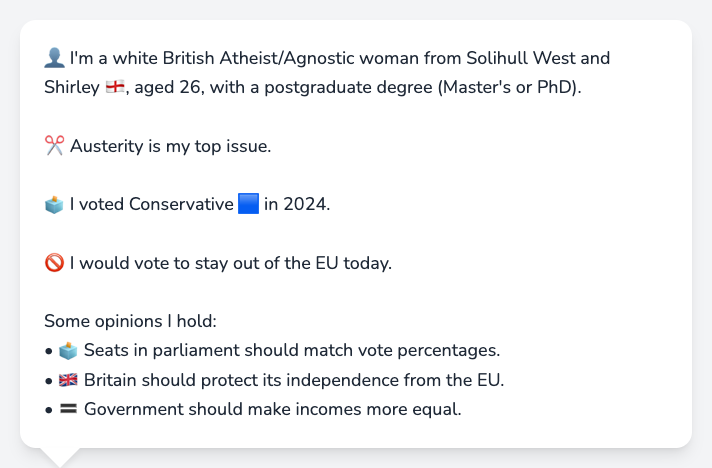 👤 I'm a white British Atheist/Agnostic woman from Solihull West and
Shirley 🏴󠁧󠁢󠁥󠁮󠁧󠁿, aged 26, with a postgraduate degree (Master's or PhD).
✂️ Austerity is my top issue.
🗳️ I voted Conservative 🟦 in 2024.
🚫 I would vote to stay out of the EU today.
Some opinions I hold:
• 🗳️ Seats in parliament should match vote percentages.
• 🇬🇧 Britain should protect its independence from the EU.
• 🟰 Government should make incomes more equal.